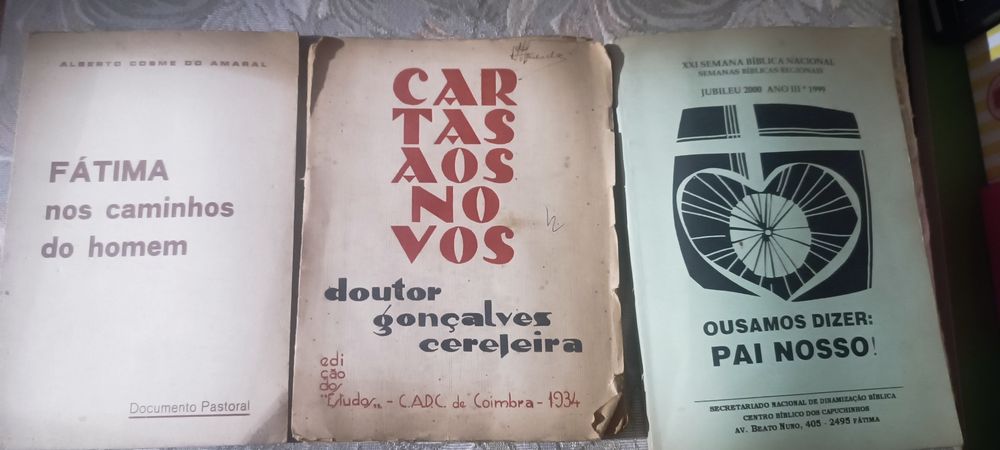 ALBERTO COSME DO AMARAL
FÁTIMA
nos caminhos
do homem
Documento Pastoral
CAR
TAS
AOS
NO
VOS
doutor
gonçalves
cerejeira
edi
ção
dos
"Estudos" - C.A.D.C. de Coimbra - 1934
XXI SEMANA BÍBLICA NACIONAL
SEMANAS BÍBLICAS REGIONAIS
JUBILEU 2000 ANO III * 1999
OUSAMOS DIZER:
PAI NOSSO!
SECRETARIADO NACIONAL DE DINAMIZAÇÃO BÍBLICA
CENTRO BÍBLICO DOS CAPUCHINHOS
AV. BEATO NUNO, 405 - 2495 FÁTIMA